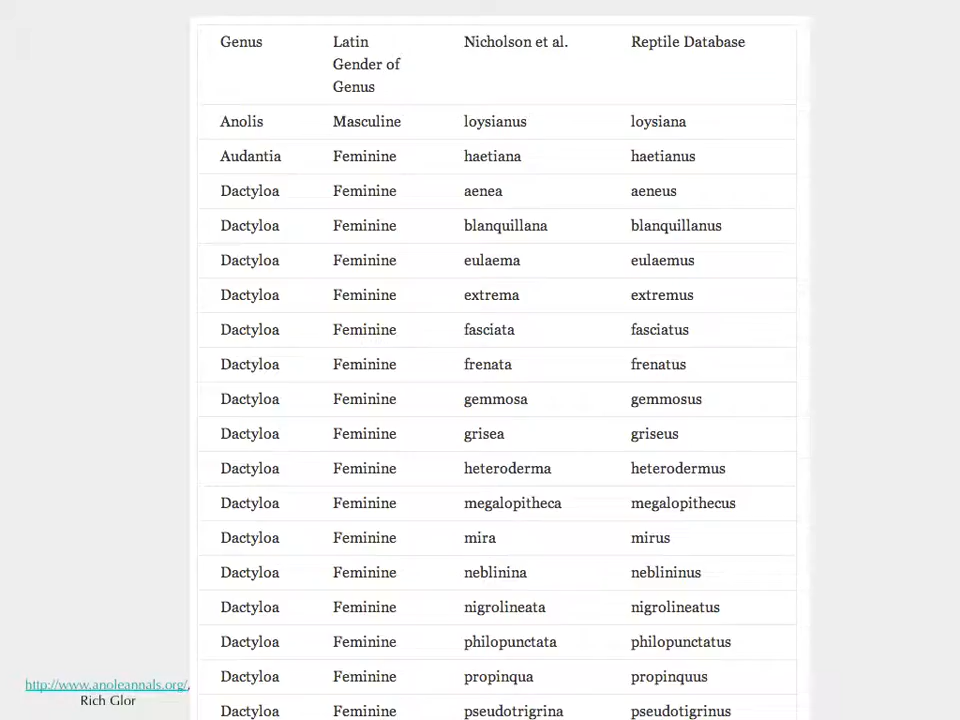 Genus Latin Gender of Genus Nicholson et al. Reptile Database
Anolis Masculine loysianus loysiana
Audantia Feminine haetiana haetianus
Dactyloa Feminine aenea aeneus
Dactyloa Feminine blanquillana blanquillanus
Dactyloa Feminine eulaema eulaemus
Dactyloa Feminine extrema extremus
Dactyloa Feminine fasciata fasciatus
Dactyloa Feminine frenata frenatus
Dactyloa Feminine gemmosa gemmosus
Dactyloa Feminine grisea griseus
Dactyloa Feminine heteroderma heterodermus
Dactyloa Feminine megalopitheca megalopithecus
Dactyloa Feminine mira mirus
Dactyloa Feminine neblinina neblininus
Dactyloa Feminine nigrolineata nigrolineatus
Dactyloa Feminine philopunctata philopunctatus
Dactyloa Feminine propinqua propinquus
Dactyloa Feminine pseudotrigrina pseudotigrinus
http://www.anoleannals.org/,
Rich Glor